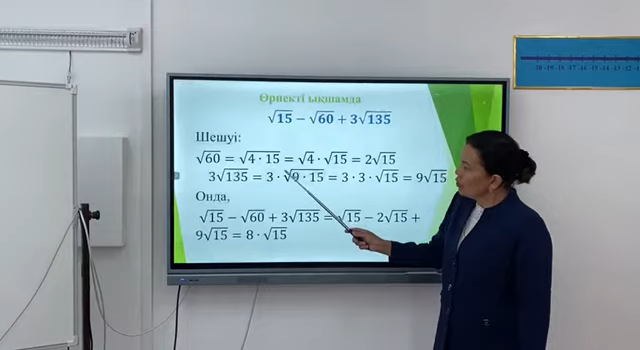 Өрнекті ықшамда
√15 − √60 + 3√135
Шешуі:
√60 = √4 · 15 = √4 · √15 = 2√15
3√135 = 3 · √9 · 15 = 3 · 3 · √15 = 9√15
Онда,
√15 − √60 + 3√135 = √15 − 2√15 +
9√15 = 8 · √15